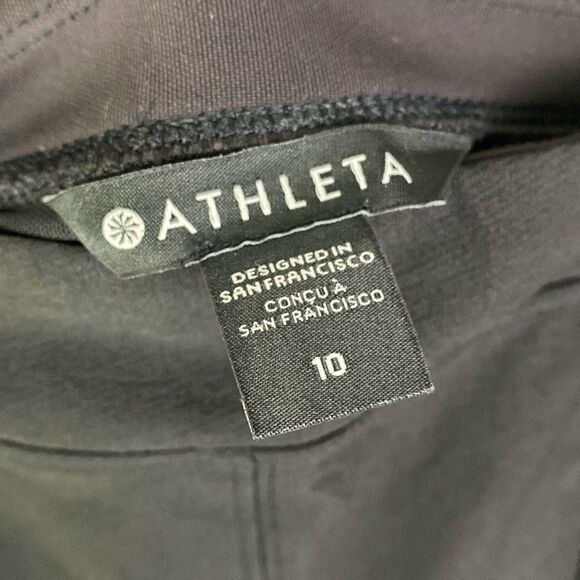 ATHLETA
DESIGNED IN
SAN FRANCISCO
CONÇU À
SAN FRANCISCO
10